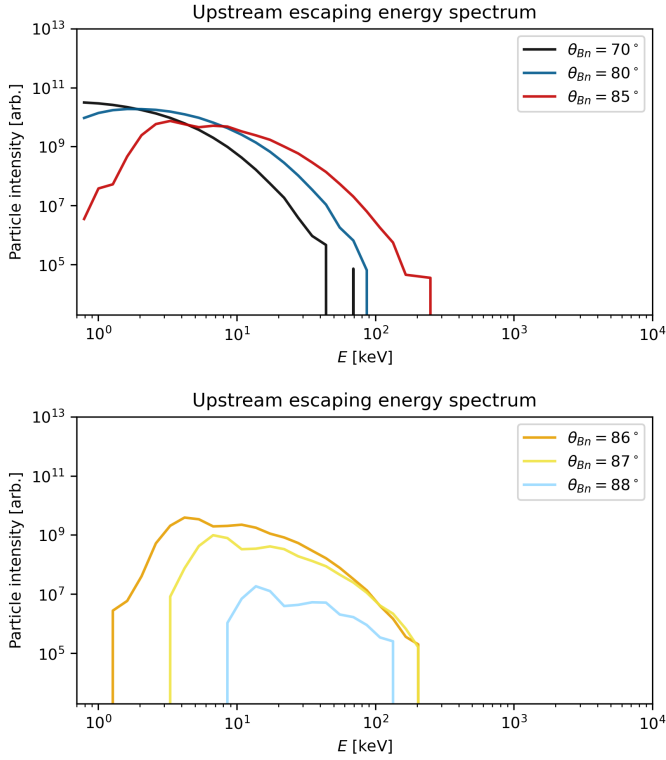 Upstream escaping energy spectrum
Particle intensity [arb.]
10^13
10^11
10^9
10^7
10^5
θ_Bn = 70°
θ_Bn = 80°
θ_Bn = 85°
10^0 10^1 10^2 10^3 10^4
E [keV]
Upstream escaping energy spectrum
Particle intensity [arb.]
10^13
10^11
10^9
10^7
10^5
θ_Bn = 86°
θ_Bn = 87°
θ_Bn = 88°
10^0 10^1 10^2 10^3 10^4
E [keV]